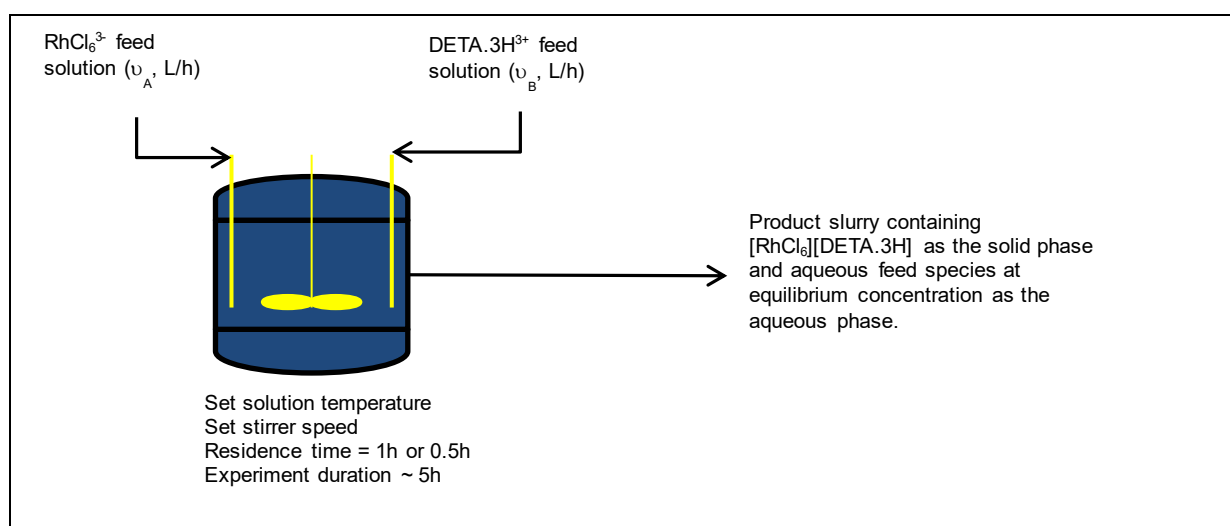 RhCl₆³⁻ feed
solution (υ_A, L/h)
DETA.3H³⁺ feed
solution (υ_B, L/h)
Product slurry containing
[RhCl₆][DETA.3H] as the solid phase
and aqueous feed species at
equilibrium concentration as the
aqueous phase.
Set solution temperature
Set stirrer speed
Residence time = 1h or 0.5h
Experiment duration ~ 5h